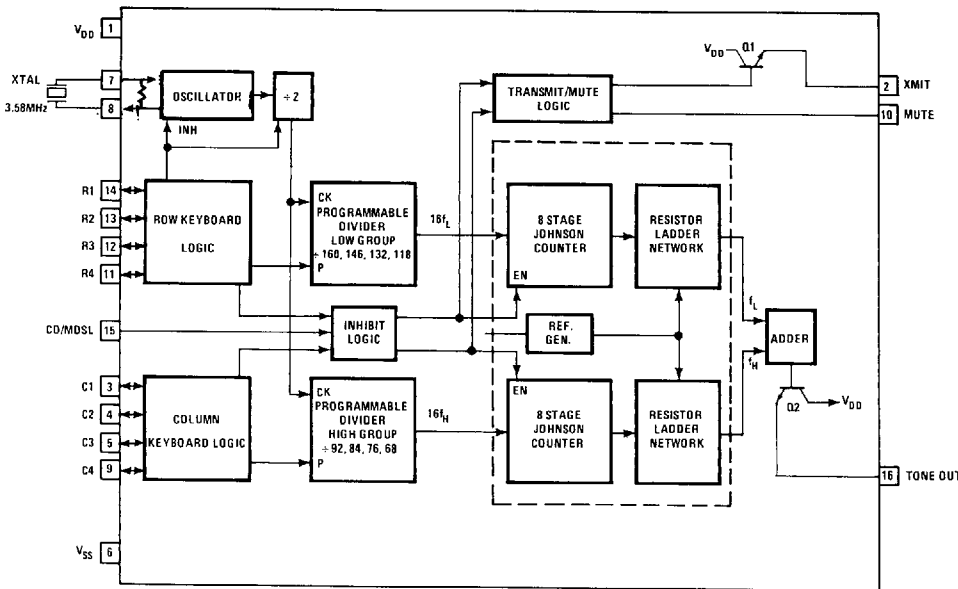 VDD 1
XTAL
7
8
3.58MHz
OSCILLATOR
÷2
INH
TRANSMIT/MUTE
LOGIC
VDD
Q1
2 XMIT
10 MUTE
R1 14
R2 13
R3 12
R4 11
ROW KEYBOARD
LOGIC
CK
PROGRAMMABLE
DIVIDER
LOW GROUP
÷ 160, 146, 132, 118
P
16fL
8 STAGE
JOHNSON
COUNTER
EN
RESISTOR
LADDER
NETWORK
fL
CD/MDSL 15
INHIBIT
LOGIC
REF.
GEN.
ADDER
fH
C1 3
C2 4
C3 5
C4 9
COLUMN
KEYBOARD LOGIC
CK
PROGRAMMABLE
DIVIDER
HIGH GROUP
÷ 92, 84, 76, 68
P
16fH
EN
8 STAGE
JOHNSON
COUNTER
RESISTOR
LADDER
NETWORK
Q2
VDD
16 TONE OUT
VSS 6